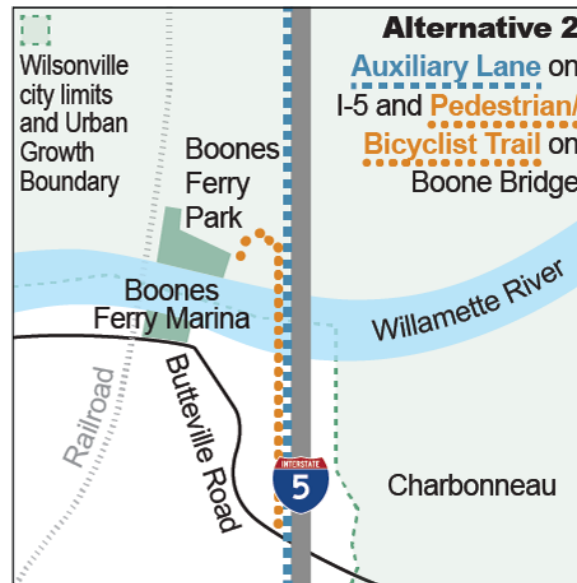 Alternative 2
Auxiliary Lane on
I-5 and Pedestrian/
Bicyclist Trail on
Boone Bridge
Wilsonville
city limits
and Urban
Growth
Boundary
Boones
Ferry
Park
Boones
Ferry Marina
Willamette River
Railroad
Butteville Road
INTERSTATE
5
Charbonneau